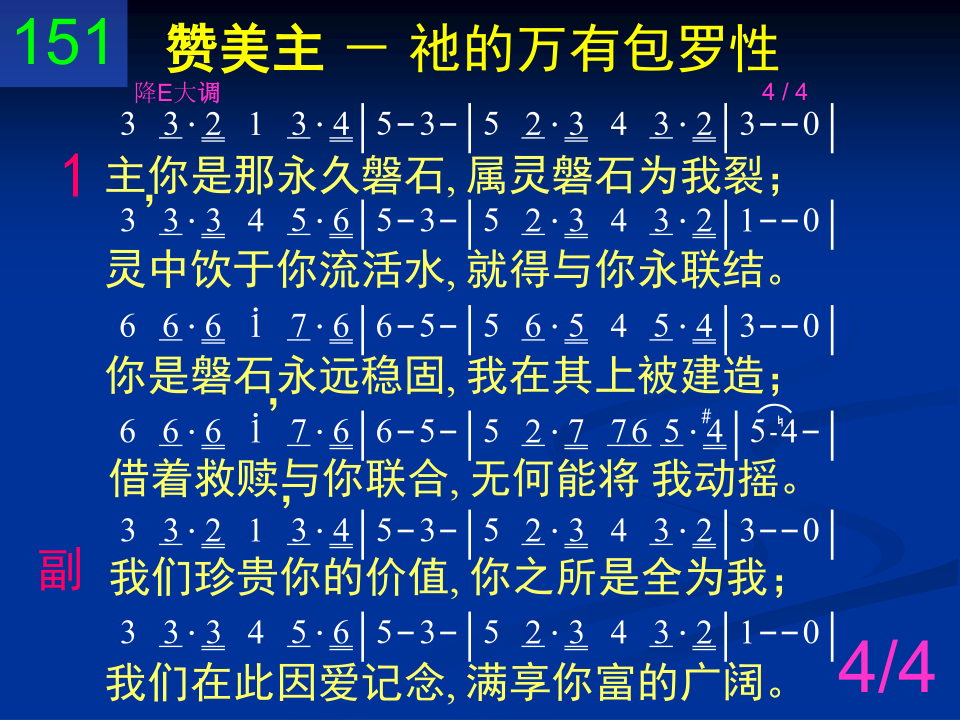 151 赞美主 － 祂的万有包罗性
降E大调 4 / 4
3 3 · 2 1 3 · 4 | 5 - 3 - | 5 2 · 3 4 3 · 2 | 3 - - 0 |
1 主,你是那永久磐石, 属灵磐石为我裂；
3 3 · 3 4 5 · 6 | 5 - 3 - | 5 2 · 3 4 3 · 2 | 1 - - 0 |
灵中饮于你流活水, 就得与你永联结。
6 6 · 6 i 7 · 6 | 6 - 5 - | 5 6 · 5 4 5 · 4 | 3 - - 0 |
你是磐石,永远稳固, 我在其上被建造；
6 6 · 6 i 7 · 6 | 6 - 5 - | 5 2 · 7 7 6 5 · #4 | 5 - ♮4 - |
借着救赎,与你联合, 无何能将 我动摇。
3 3 · 2 1 3 · 4 | 5 - 3 - | 5 2 · 3 4 3 · 2 | 3 - - 0 |
副 我们珍贵你的价值, 你之所是全为我；
3 3 · 3 4 5 · 6 | 5 - 3 - | 5 2 · 3 4 3 · 2 | 1 - - 0 |
我们在此因爱记念, 满享你富的广阔。
4/4